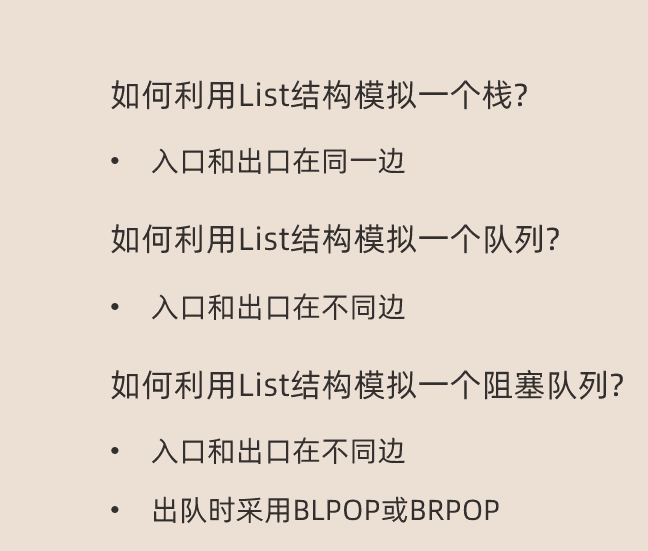 如何利用List结构模拟一个栈?
• 入口和出口在同一边
如何利用List结构模拟一个队列?
• 入口和出口在不同边
如何利用List结构模拟一个阻塞队列?
• 入口和出口在不同边
• 出队时采用BLPOP或BRPOP